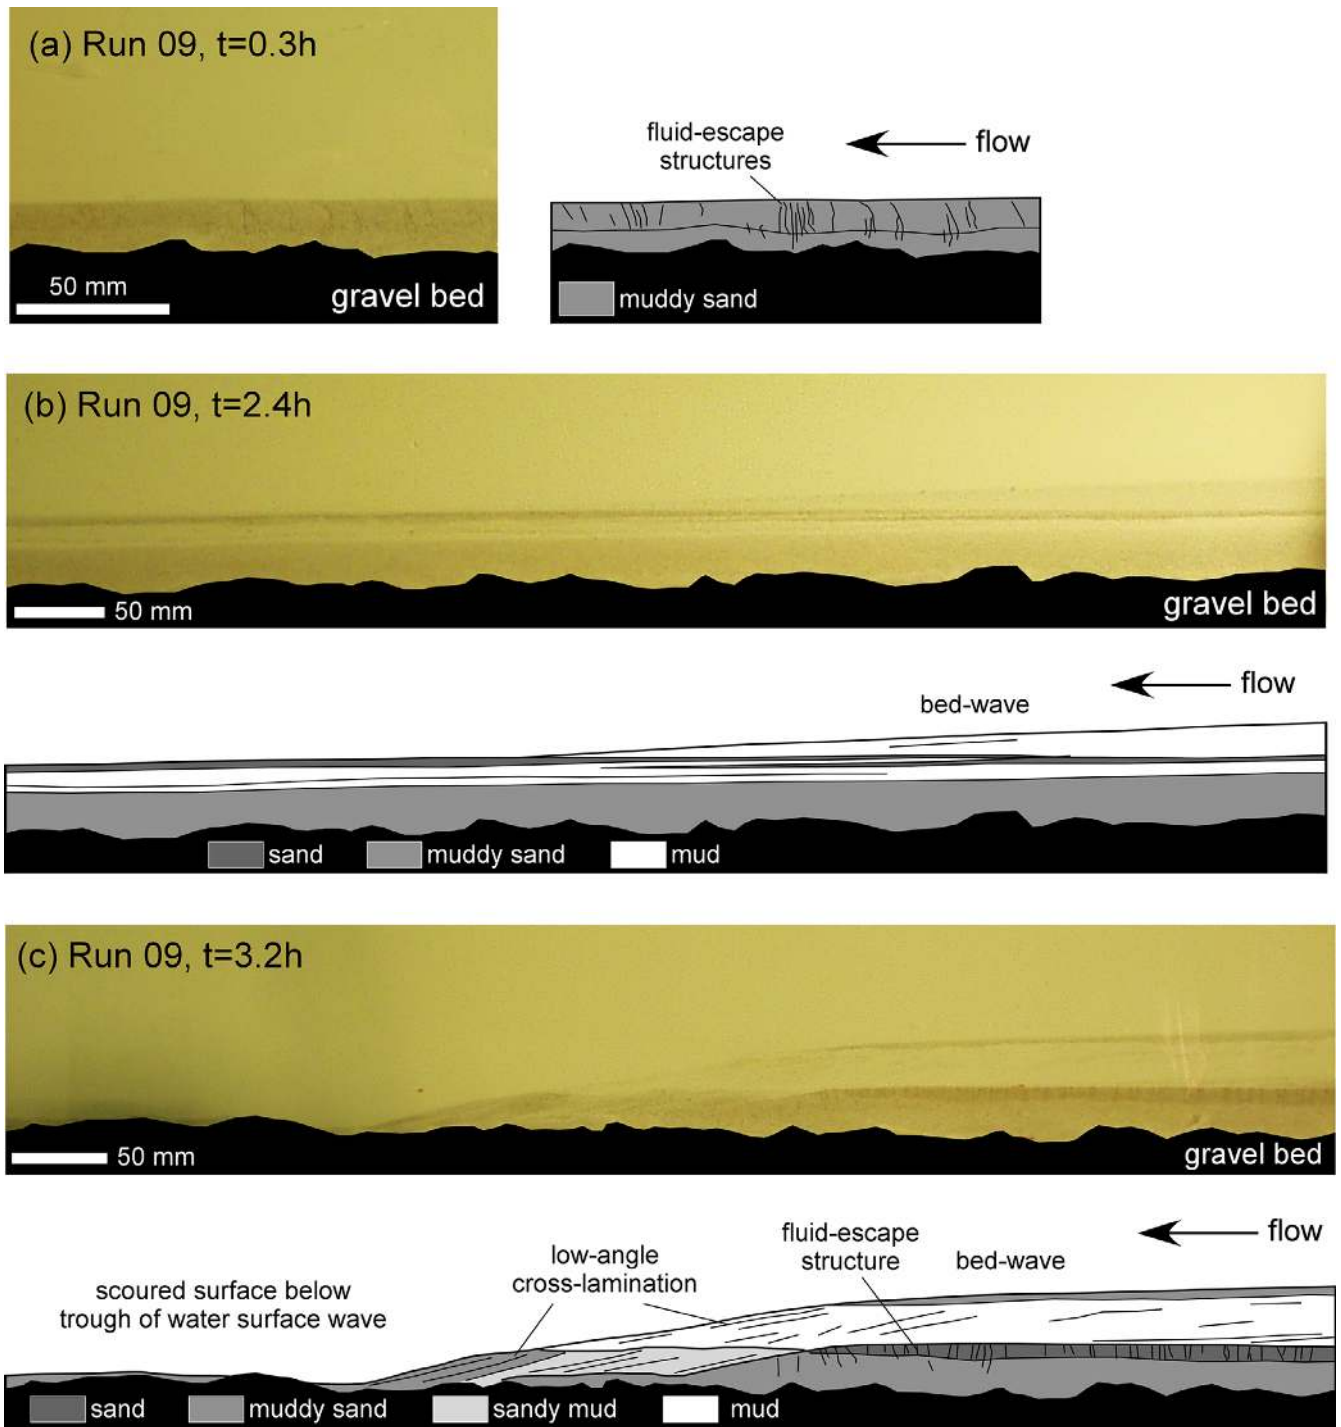 (a) Run 09, t=0.3h
fluid-escape
structures
flow
50 mm
gravel bed
muddy sand
(b) Run 09, t=2.4h
50 mm
gravel bed
flow
bed-wave
sand
muddy sand
mud
(c) Run 09, t=3.2h
50 mm
gravel bed
flow
fluid-escape
structure
bed-wave
low-angle
cross-lamination
scoured surface below
trough of water surface wave
sand
muddy sand
sandy mud
mud